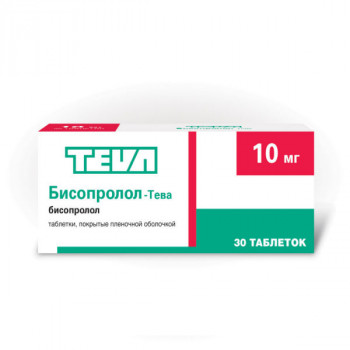 TEVA
10 мг
Бисопролол-Тева
бисопролол
таблетки, покрытые пленочной оболочкой
30 ТАБЛЕТОК